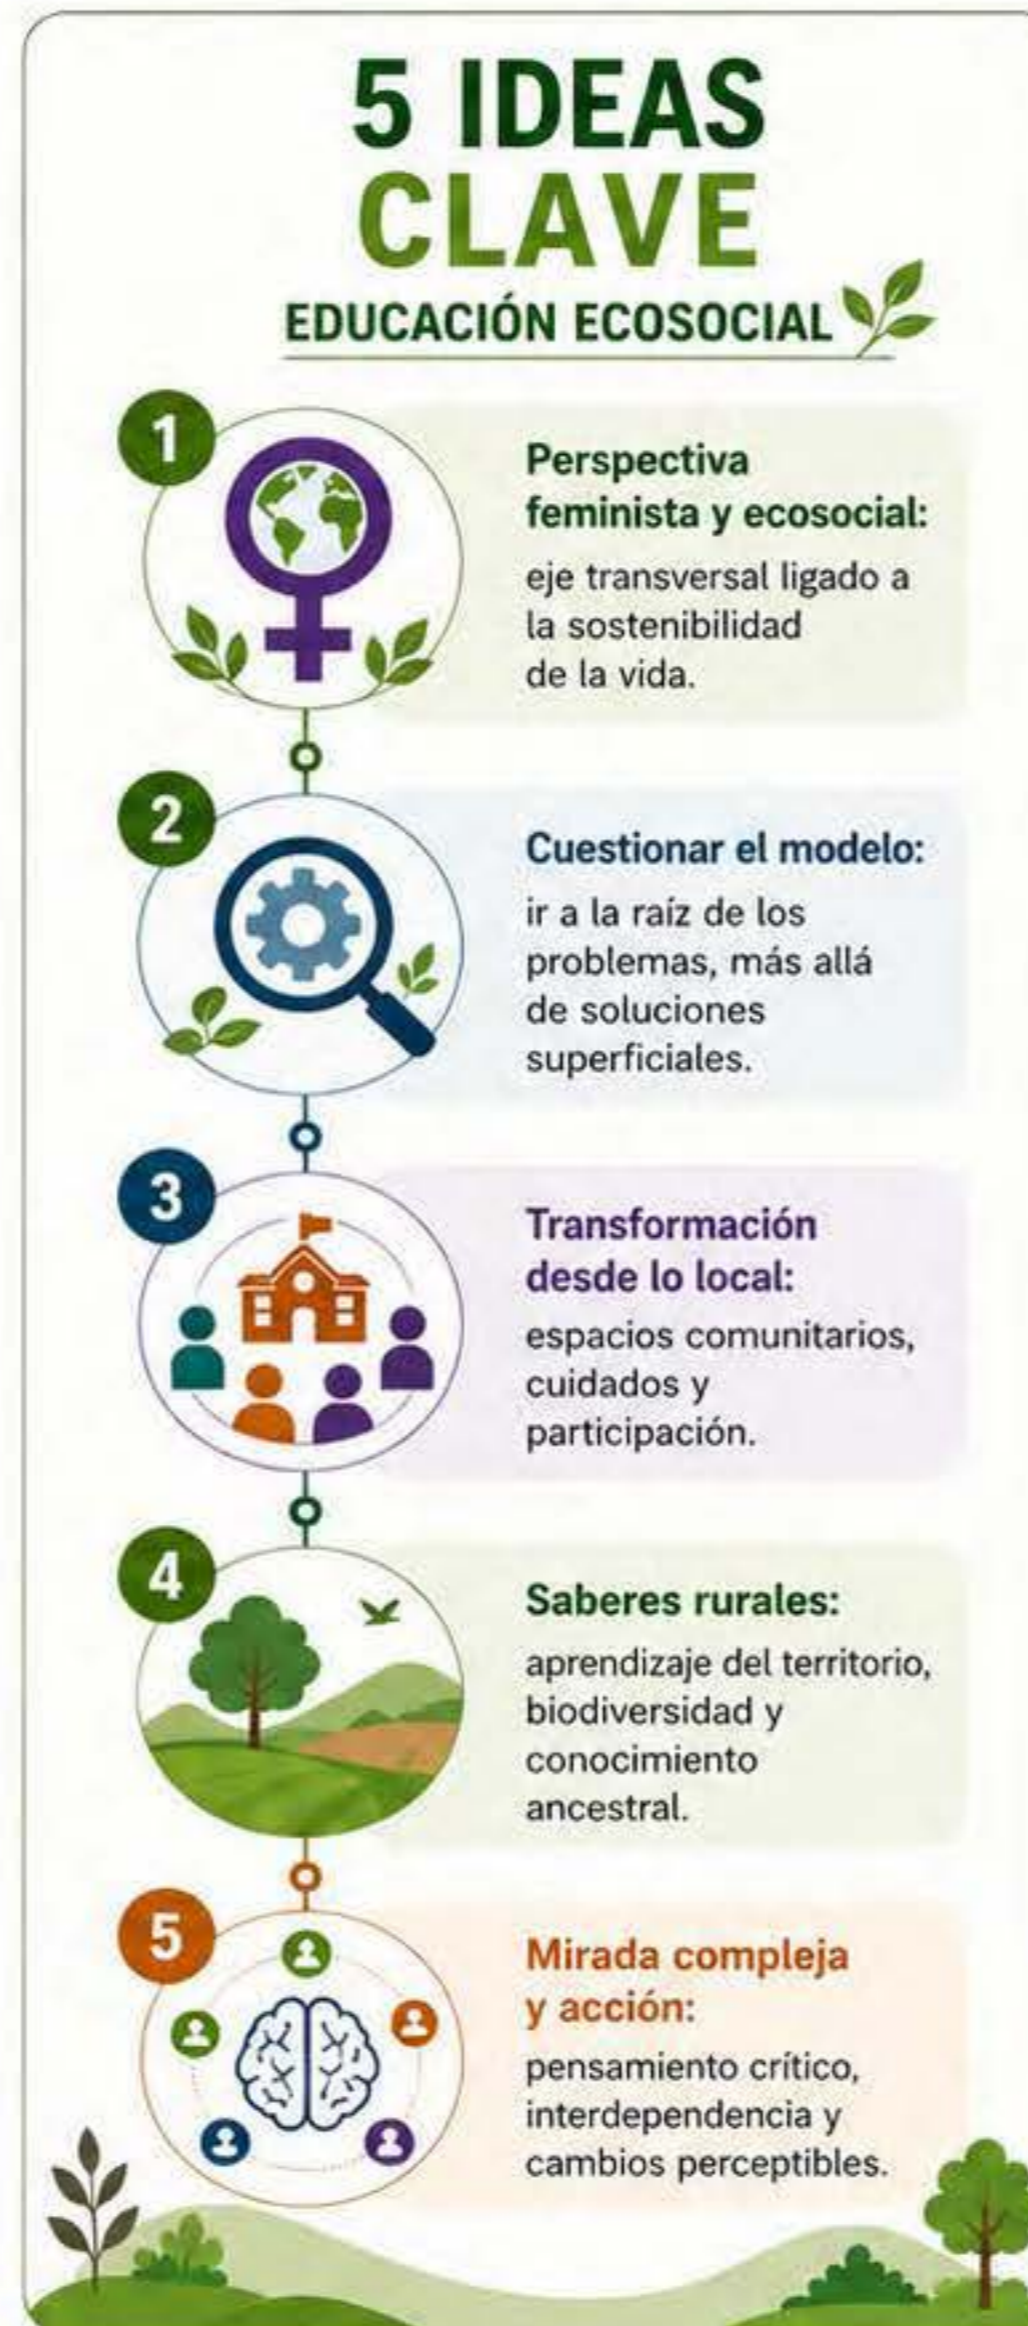 5 IDEAS
CLAVE
EDUCACIÓN ECOSOCIAL
1
Perspectiva
feminista y ecosocial:
eje transversal ligado a
la sostenibilidad
de la vida.
2
Cuestionar el modelo:
ir a la raíz de los
problemas, más allá
de soluciones
superficiales.
3
Transformación
desde lo local:
espacios comunitarios,
cuidados y
participación.
4
Saberes rurales:
aprendizaje del territorio,
biodiversidad y
conocimiento
ancestral.
5
Mirada compleja
y acción:
pensamiento crítico,
interdependencia y
cambios perceptibles.